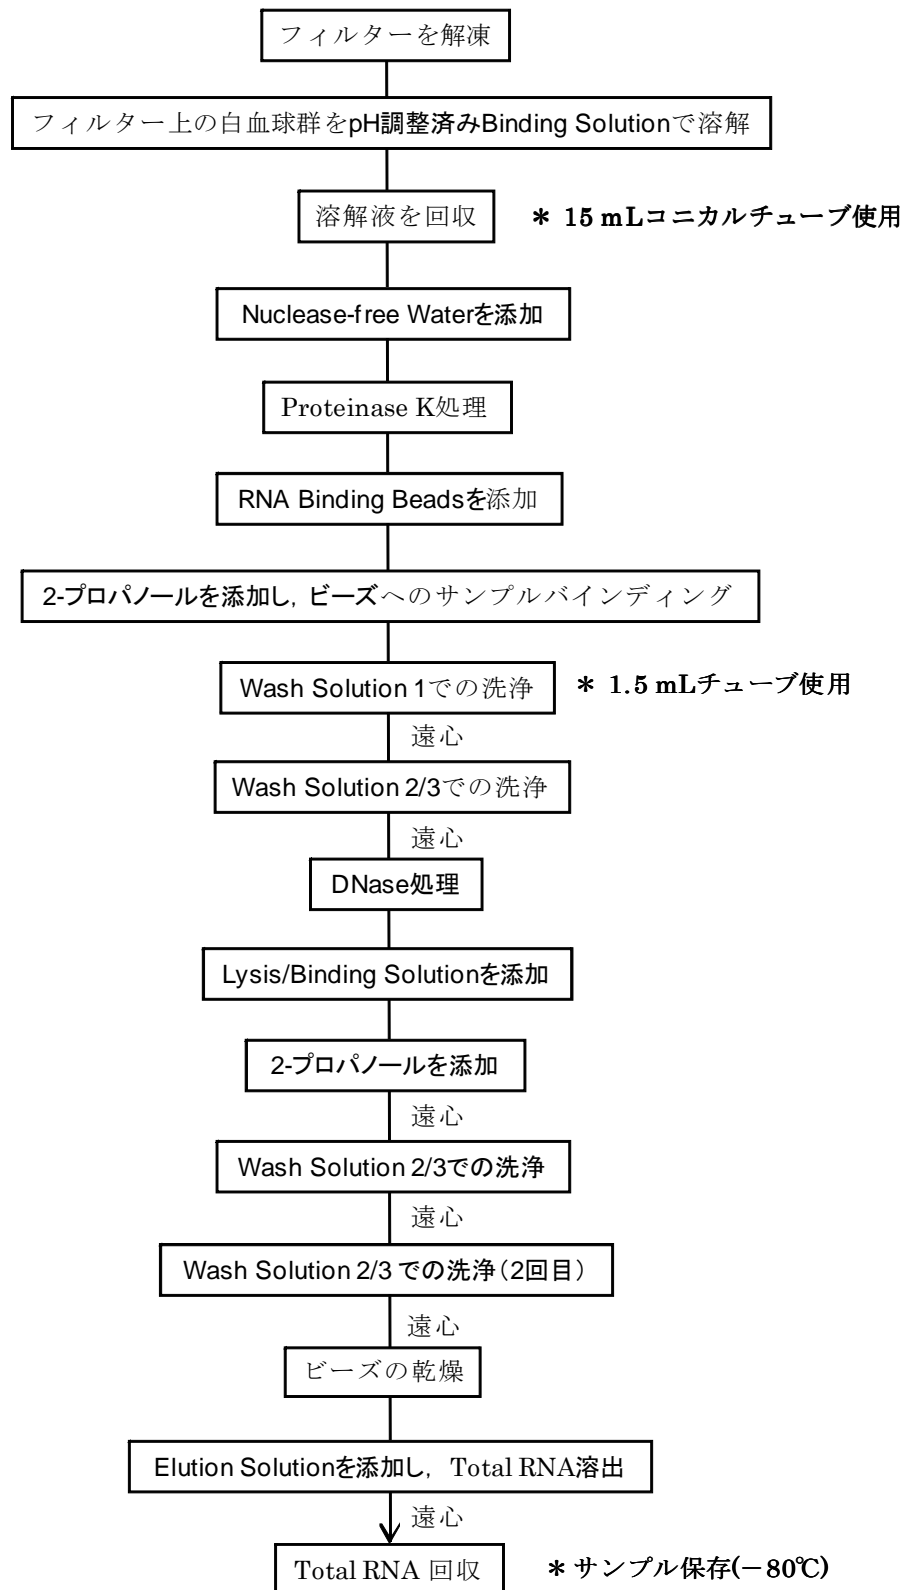 フィルターを解凍
フィルター上の白血球群をpH調整済みBinding Solutionで溶解
溶解液を回収 ＊ 15 mLコニカルチューブ使用
Nuclease-free Waterを添加
Proteinase K処理
RNA Binding Beadsを添加
2-プロパノールを添加し，ビーズへのサンプルバインディング
Wash Solution 1での洗浄 ＊ 1.5 mLチューブ使用
遠心
Wash Solution 2/3での洗浄
遠心
DNase処理
Lysis/Binding Solutionを添加
2-プロパノールを添加
遠心
Wash Solution 2/3での洗浄
遠心
Wash Solution 2/3 での洗浄（2回目）
遠心
ビーズの乾燥
Elution Solutionを添加し，Total RNA溶出
遠心
Total RNA 回収 ＊サンプル保存(－80℃)